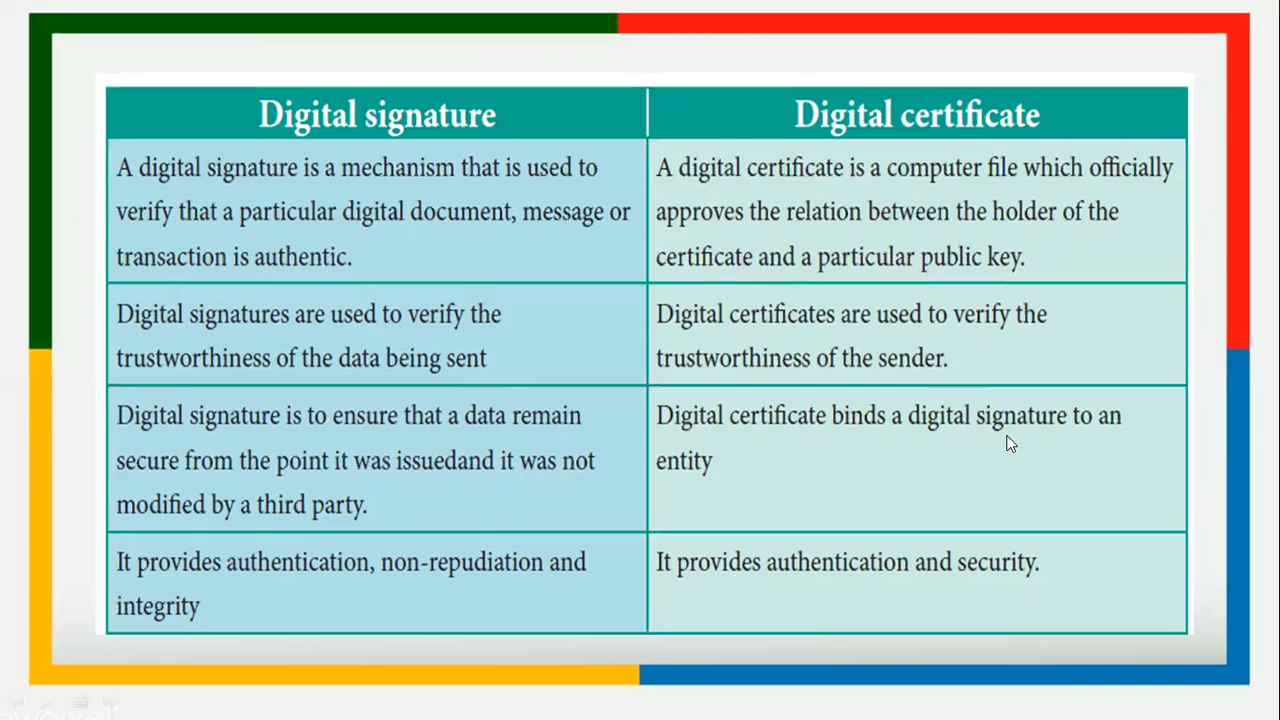 Digital signature
Digital certificate
A digital signature is a mechanism that is used to
verify that a particular digital document, message or
transaction is authentic.
A digital certificate is a computer file which officially
approves the relation between the holder of the
certificate and a particular public key.
Digital signatures are used to verify the
trustworthiness of the data being sent
Digital certificates are used to verify the
trustworthiness of the sender.
Digital signature is to ensure that a data remain
secure from the point it was issuedand it was not
modified by a third party.
Digital certificate binds a digital signature to an
entity
It provides authentication, non-repudiation and
integrity
It provides authentication and security.